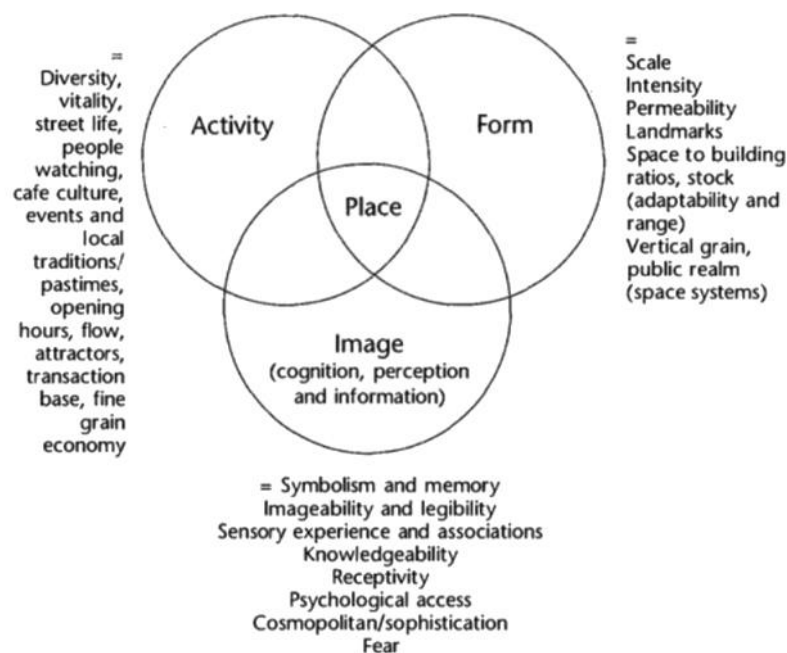 =
Diversity,
vitality,
street life,
people
watching,
cafe culture,
events and
local
traditions/
pastimes,
opening
hours, flow,
attractors,
transaction
base, fine
grain
economy
Activity
Form
Place
Image
(cognition, perception
and information)
=
Scale
Intensity
Permeability
Landmarks
Space to building
ratios, stock
(adaptability and
range)
Vertical grain,
public realm
(space systems)
= Symbolism and memory
Imageability and legibility
Sensory experience and associations
Knowledgeability
Receptivity
Psychological access
Cosmopolitan/sophistication
Fear